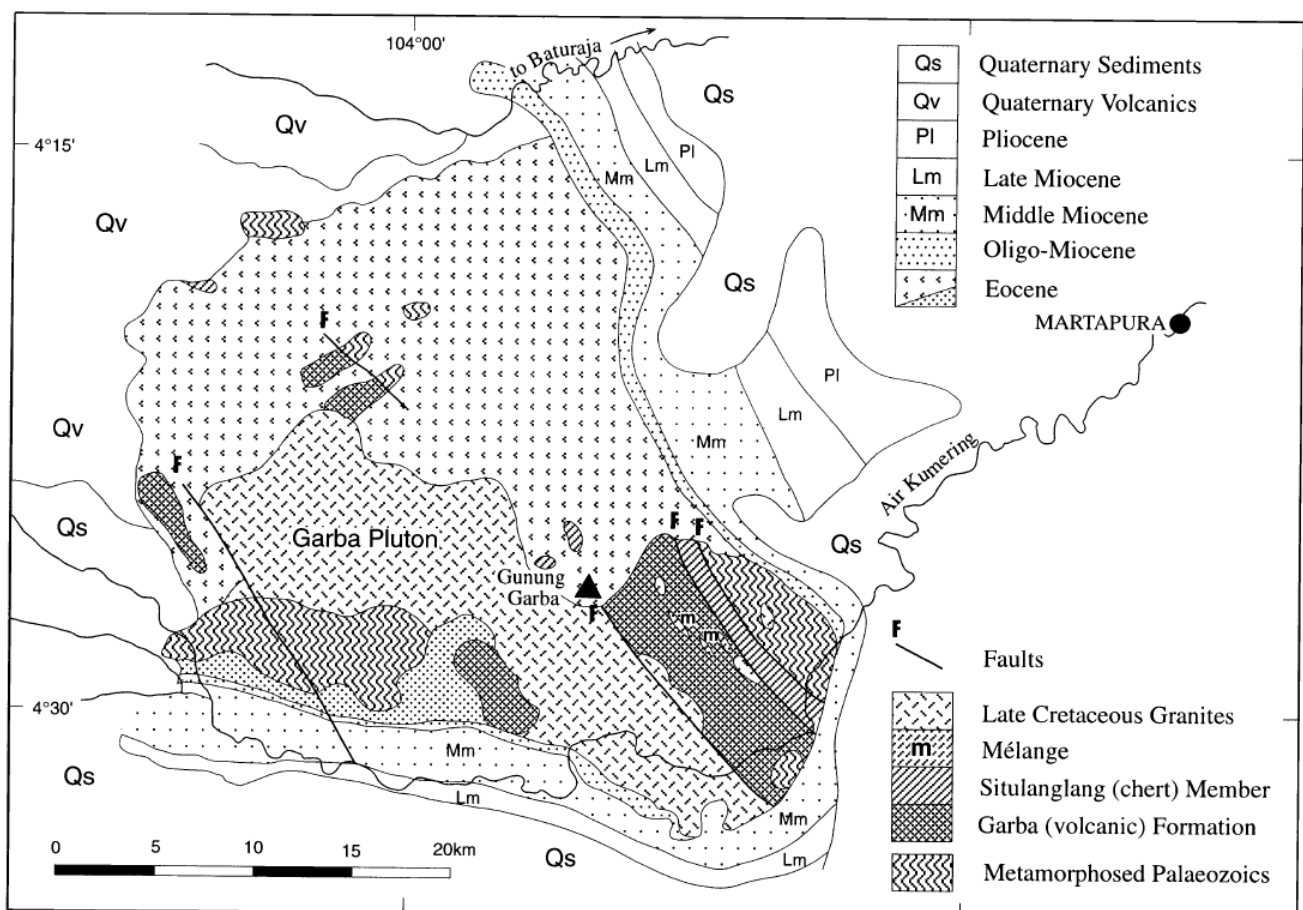 104°00'
to Baturaja
4°15'
4°30'
Qv
Qv
Qv
Qs
Qs
Qs
Qs
Qs
Qs
Mm
Lm
Pl
Mm
Lm
Pl
Mm
Lm
Mm
Lm
F
F
F
F
F
m
m
Garba Pluton
Gunung
Garba
Air Kumering
MARTAPURA
Qs Quaternary Sediments
Qv Quaternary Volcanics
Pl Pliocene
Lm Late Miocene
Mm Middle Miocene
Oligo-Miocene
Eocene
F
Faults
Late Cretaceous Granites
m Mélange
Situlanglang (chert) Member
Garba (volcanic) Formation
Metamorphosed Palaeozoics
0 5 10 15 20km